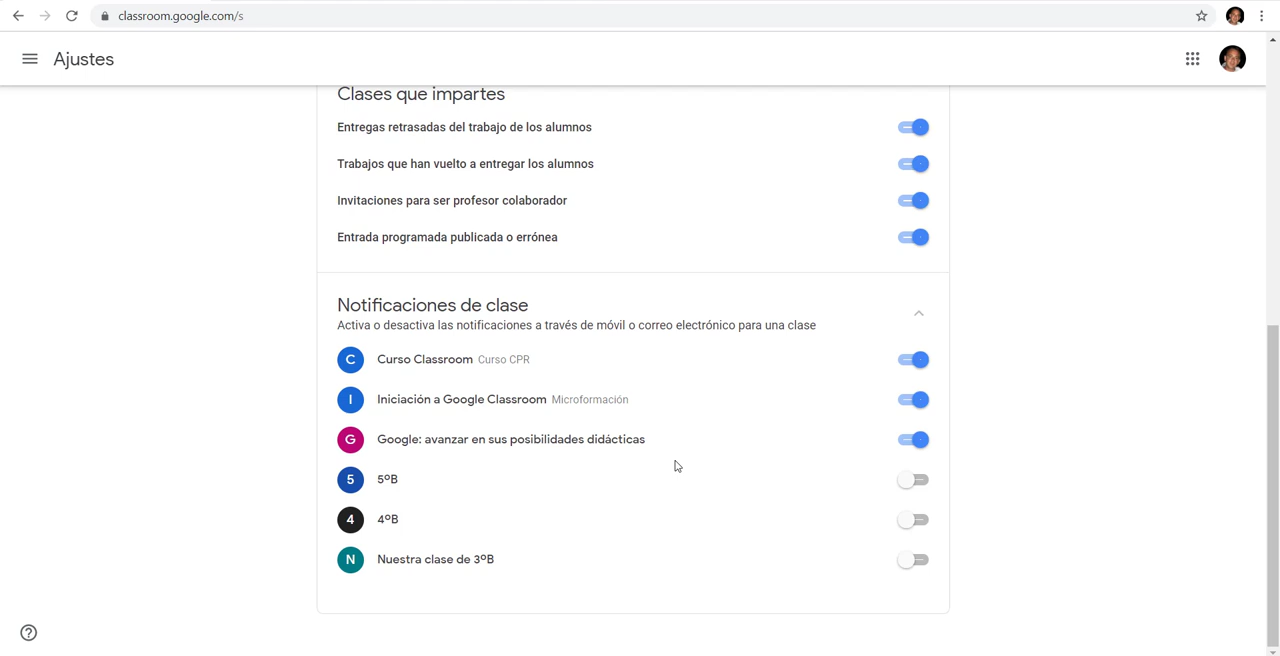 classroom.google.com/s
Ajustes
Clases que impartes
Entregas retrasadas del trabajo de los alumnos
Trabajos que han vuelto a entregar los alumnos
Invitaciones para ser profesor colaborador
Entrada programada publicada o errónea
Notificaciones de clase
Activa o desactiva las notificaciones a través de móvil o correo electrónico para una clase
C Curso Classroom Curso CPR
I Iniciación a Google Classroom Microformación
G Google: avanzar en sus posibilidades didácticas
5 5ºB
4 4ºB
N Nuestra clase de 3ºB
?